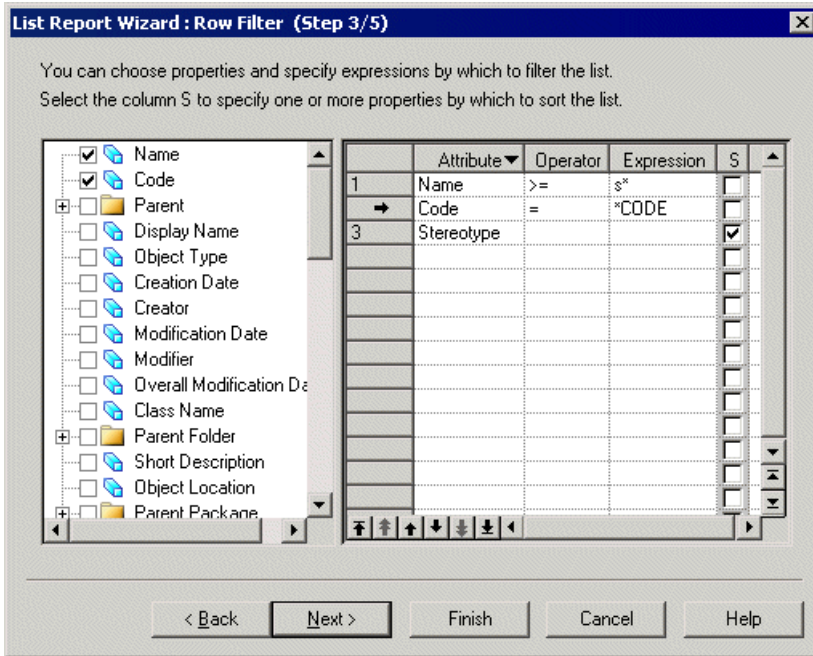 List Report Wizard : Row Filter (Step 3/5)
You can choose properties and specify expressions by which to filter the list.
Select the column S to specify one or more properties by which to sort the list.
Name
Code
Parent
Display Name
Object Type
Creation Date
Creator
Modification Date
Modifier
Overall Modification Da
Class Name
Parent Folder
Short Description
Object Location
Parent Package
Attribute Operator Expression S
1 Name >= s*
Code = *CODE
3 Stereotype
< Back Next > Finish Cancel Help